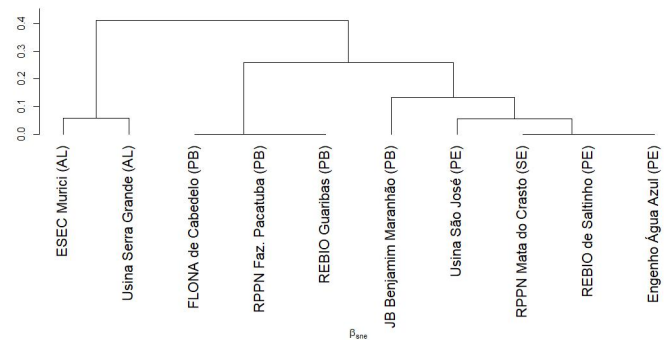 0.4
0.3
0.2
0.1
0.0
ESEC Murici (AL)
Usina Serra Grande (AL)
FLONA de Cabedelo (PB)
RPPN Faz. Pacatuba (PB)
REBIO Guaribas (PB)
JB Benjamim Maranhão (PB)
Usina São José (PE)
RPPN Mata do Crasto (SE)
REBIO de Saltinho (PE)
Engenho Água Azul (PE)
βsne